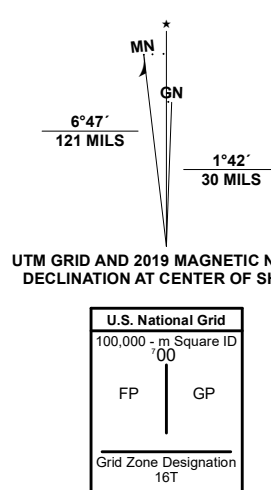 ★
MN
GN
6°47´
121 MILS
1°42´
30 MILS
UTM GRID AND 2019 MAGNETIC N
DECLINATION AT CENTER OF SH
U.S. National Grid
100,000 - m Square ID
⁷00
FP
GP
Grid Zone Designation
16T